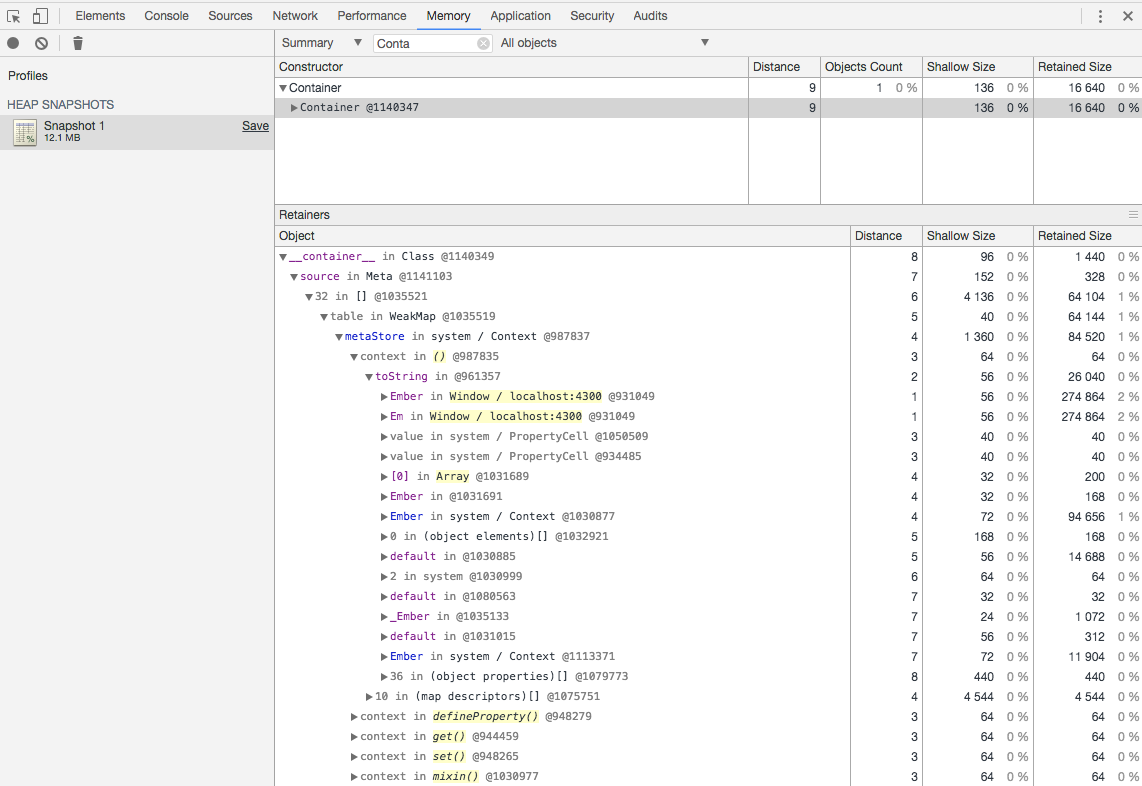 Elements Console Sources Network Performance Memory Application Security Audits
Summary Conta All objects
Profiles
HEAP SNAPSHOTS
Snapshot 1 Save
12.1 MB
Constructor Distance Objects Count Shallow Size Retained Size
Container 9 1 0 % 136 0 % 16 640 0 %
Container @1140347 9 136 0 % 16 640 0 %
Retainers
Object Distance Shallow Size Retained Size
__container__ in Class @1140349 8 96 0 % 1 440 0 %
source in Meta @1141103 7 152 0 % 328 0 %
32 in [] @1035521 6 4 136 0 % 64 104 1 %
table in WeakMap @1035519 5 40 0 % 64 144 1 %
metaStore in system / Context @987837 4 1 360 0 % 84 520 1 %
context in () @987835 3 64 0 % 64 0 %
toString in @961357 2 56 0 % 26 040 0 %
Ember in Window / localhost:4300 @931049 1 56 0 % 274 864 2 %
Em in Window / localhost:4300 @931049 1 56 0 % 274 864 2 %
value in system / PropertyCell @1050509 3 40 0 % 40 0 %
value in system / PropertyCell @934485 3 40 0 % 40 0 %
[0] in Array @1031689 4 32 0 % 200 0 %
Ember in @1031691 4 32 0 % 168 0 %
Ember in system / Context @1030877 4 72 0 % 94 656 1 %
0 in (object elements)[] @1032921 5 168 0 % 168 0 %
default in @1030885 5 56 0 % 14 688 0 %
2 in system @1030999 6 64 0 % 64 0 %
default in @1080563 7 32 0 % 32 0 %
_Ember in @1035133 7 24 0 % 1 072 0 %
default in @1031015 7 56 0 % 312 0 %
Ember in system / Context @1113371 7 72 0 % 11 904 0 %
36 in (object properties)[] @1079773 8 440 0 % 440 0 %
10 in (map descriptors)[] @1075751 4 4 544 0 % 4 544 0 %
context in defineProperty() @948279 3 64 0 % 64 0 %
context in get() @944459 3 64 0 % 64 0 %
context in set() @948265 3 64 0 % 64 0 %
context in mixin() @1030977 3 64 0 % 64 0 %